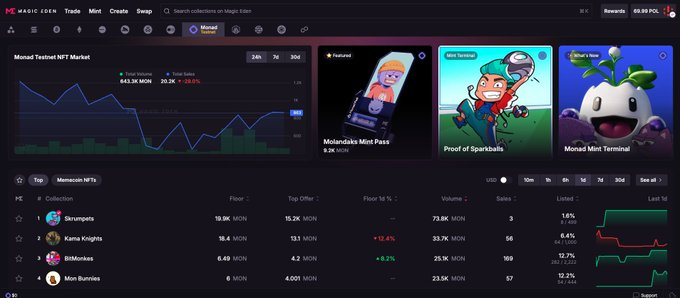 MAGIC EDEN
Trade Mint Create Swap
Search collections on Magic Eden
⌘K
Rewards
69.99 POL
Monad
Testnet
Monad Testnet NFT Market
24h 7d 30d
Total Volume Total Sales
643.3K MON 20.2K -29.0%
MAGIC EDEN
1.2K
983
800
400
Featured
Molandaks Mint Pass
9.2K MON
Mint Terminal
Proof of Sparkballs
What's Now
Monad Mint Terminal
Top Memecoin NFTs
USD
10m 1h 6h 1d 7d 30d
See all >
# Collection Floor Top Offer Floor 1d % Volume Sales Listed Last 1d
1 Skrumpets 19.9K MON 15.2K MON -- 73.8K MON 3 1.6%
8 / 499
2 Kama Knights 18.4 MON 13.1 MON 12.4% 33.7K MON 56 6.4%
64 / 1,000
3 BitMonkes 6.49 MON 4.2 MON 8.2% 25.1K MON 169 12.7%
282 / 2,222
4 Mon Bunnies 6 MON 4.001 MON -- 23.5K MON 57 12.2%
$0
Support